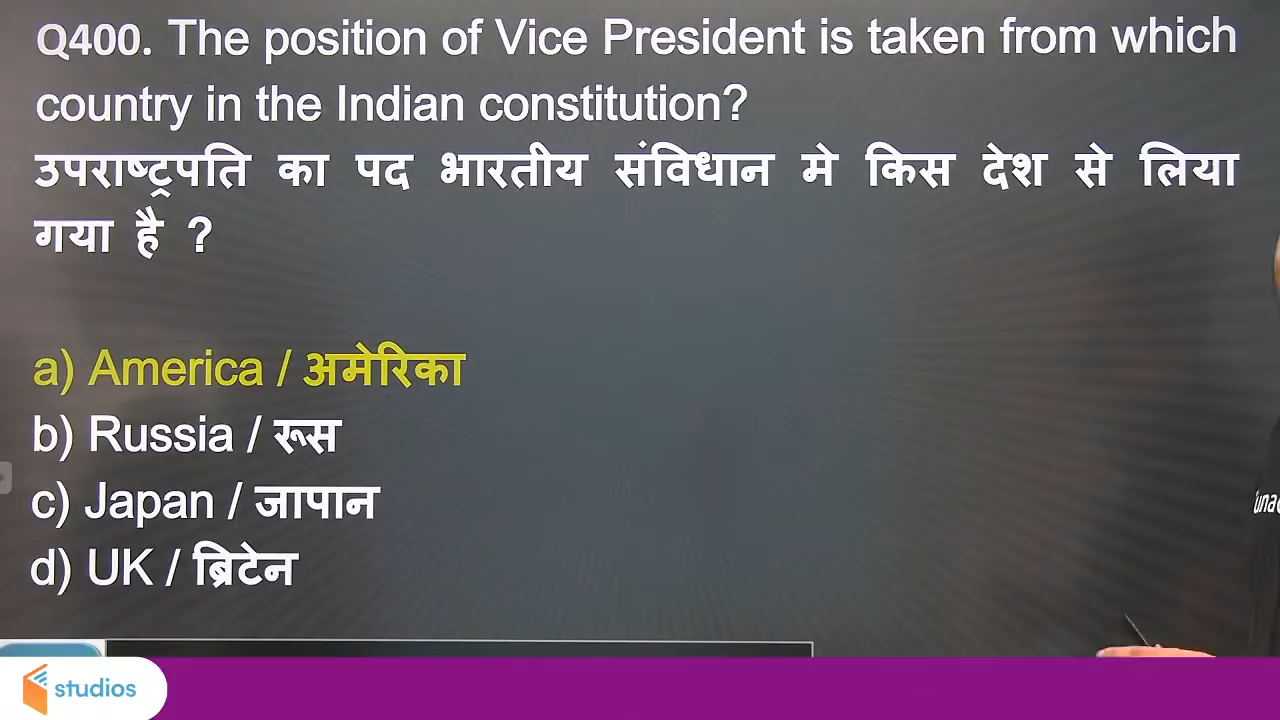 Q400. The position of Vice President is taken from which
country in the Indian constitution?
उपराष्ट्रपति का पद भारतीय संविधान मे किस देश से लिया
गया है ?
a) America / अमेरिका
b) Russia / रूस
c) Japan / जापान
d) UK / ब्रिटेन
studios